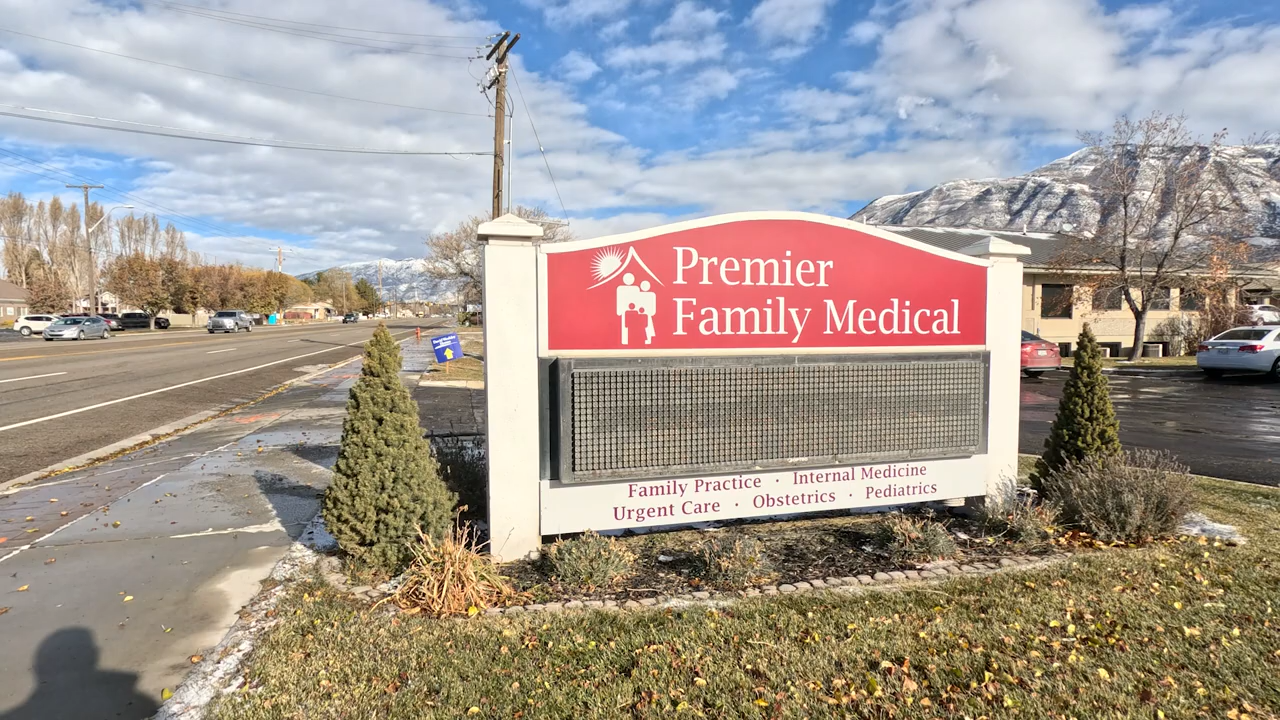 Premier
Family Medical
Family Practice · Internal Medicine
Urgent Care · Obstetrics · Pediatrics